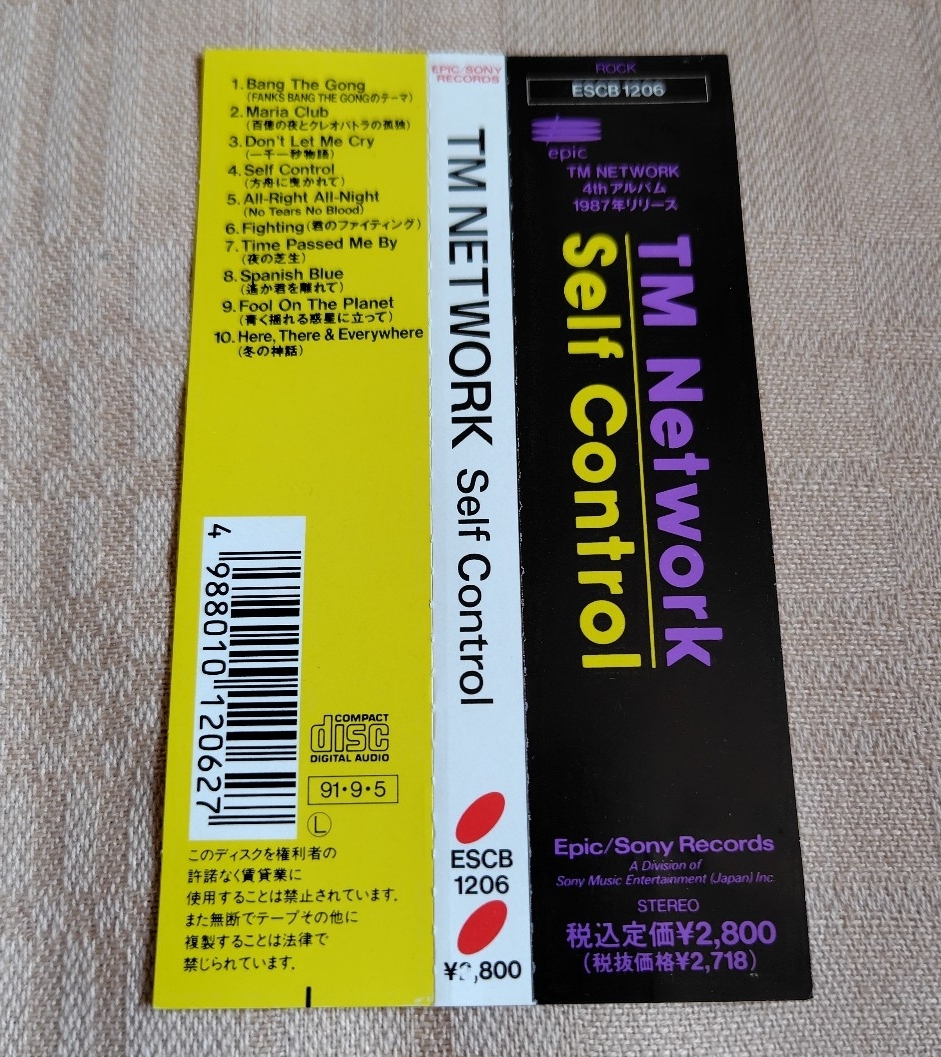 1. Bang The Gong
(FANKS BANG THE GONGのテーマ)
2. Maria Club
(百億の夜とクレオパトラの孤独)
3. Don't Let Me Cry
(一千一秒物語)
4. Self Control
(方舟に曳かれて)
5. All-Right All-Night
(No Tears No Blood)
6. Fighting (君のファイティング)
7. Time Passed Me By
(夜の芝生)
8. Spanish Blue
(遙か君を離れて)
9. Fool On The Planet
(青く揺れる惑星に立って)
10. Here, There & Everywhere
(冬の神話)
4 988010 120627
COMPACT
disc
DIGITAL AUDIO
91・9・5
L
このディスクを権利者の
許諾なく賃貸業に
使用することは禁止されています。
また無断でテープその他に
複製することは法律で
禁じられています。
EPIC/SONY
RECORDS
TM NETWORK Self Control
ESCB
1206
¥2,800
ROCK
ESCB 1206
epic
TM NETWORK
4thアルバム
1987年リリース
TM Network
Self Control
Epic/Sony Records
A Division of
Sony Music Entertainment (Japan) Inc.
STEREO
税込定価¥2,800
(税抜価格¥2,718)